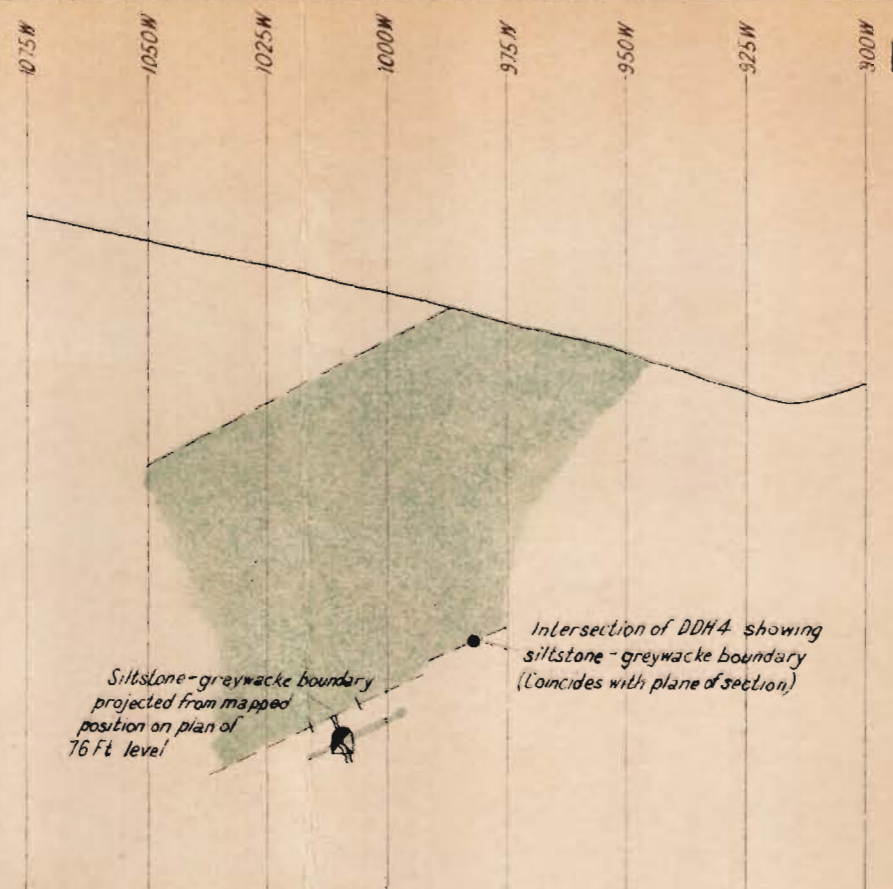 1075W
1050W
1025W
1000W
975W
950W
925W
900W
Intersection of DDH4 showing
siltstone-greywacke boundary
(Coincides with plane of section)
Siltstone-greywacke boundary
projected from mapped
position on plan of
76 Ft level